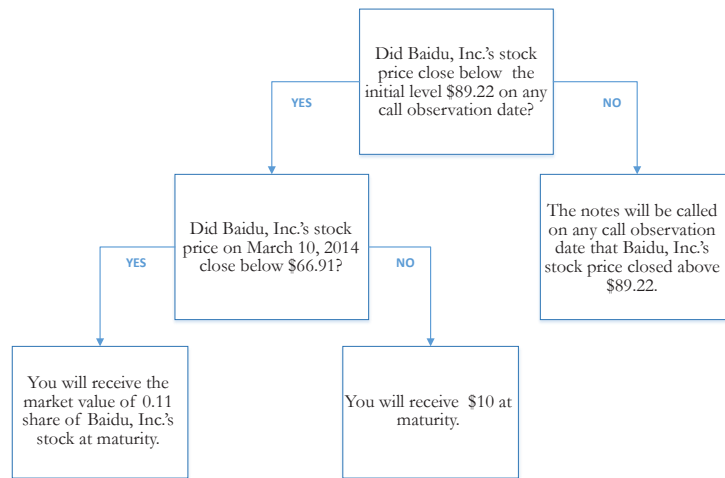 Did Baidu, Inc.'s stock
price close below the
initial level $89.22 on any
call observation date?
YES
NO
Did Baidu, Inc.'s stock
price on March 10, 2014
close below $66.91?
The notes will be called
on any call observation
date that Baidu, Inc.'s
stock price closed above
$89.22.
YES
NO
You will receive the
market value of 0.11
share of Baidu, Inc.'s
stock at maturity.
You will receive $10 at
maturity.